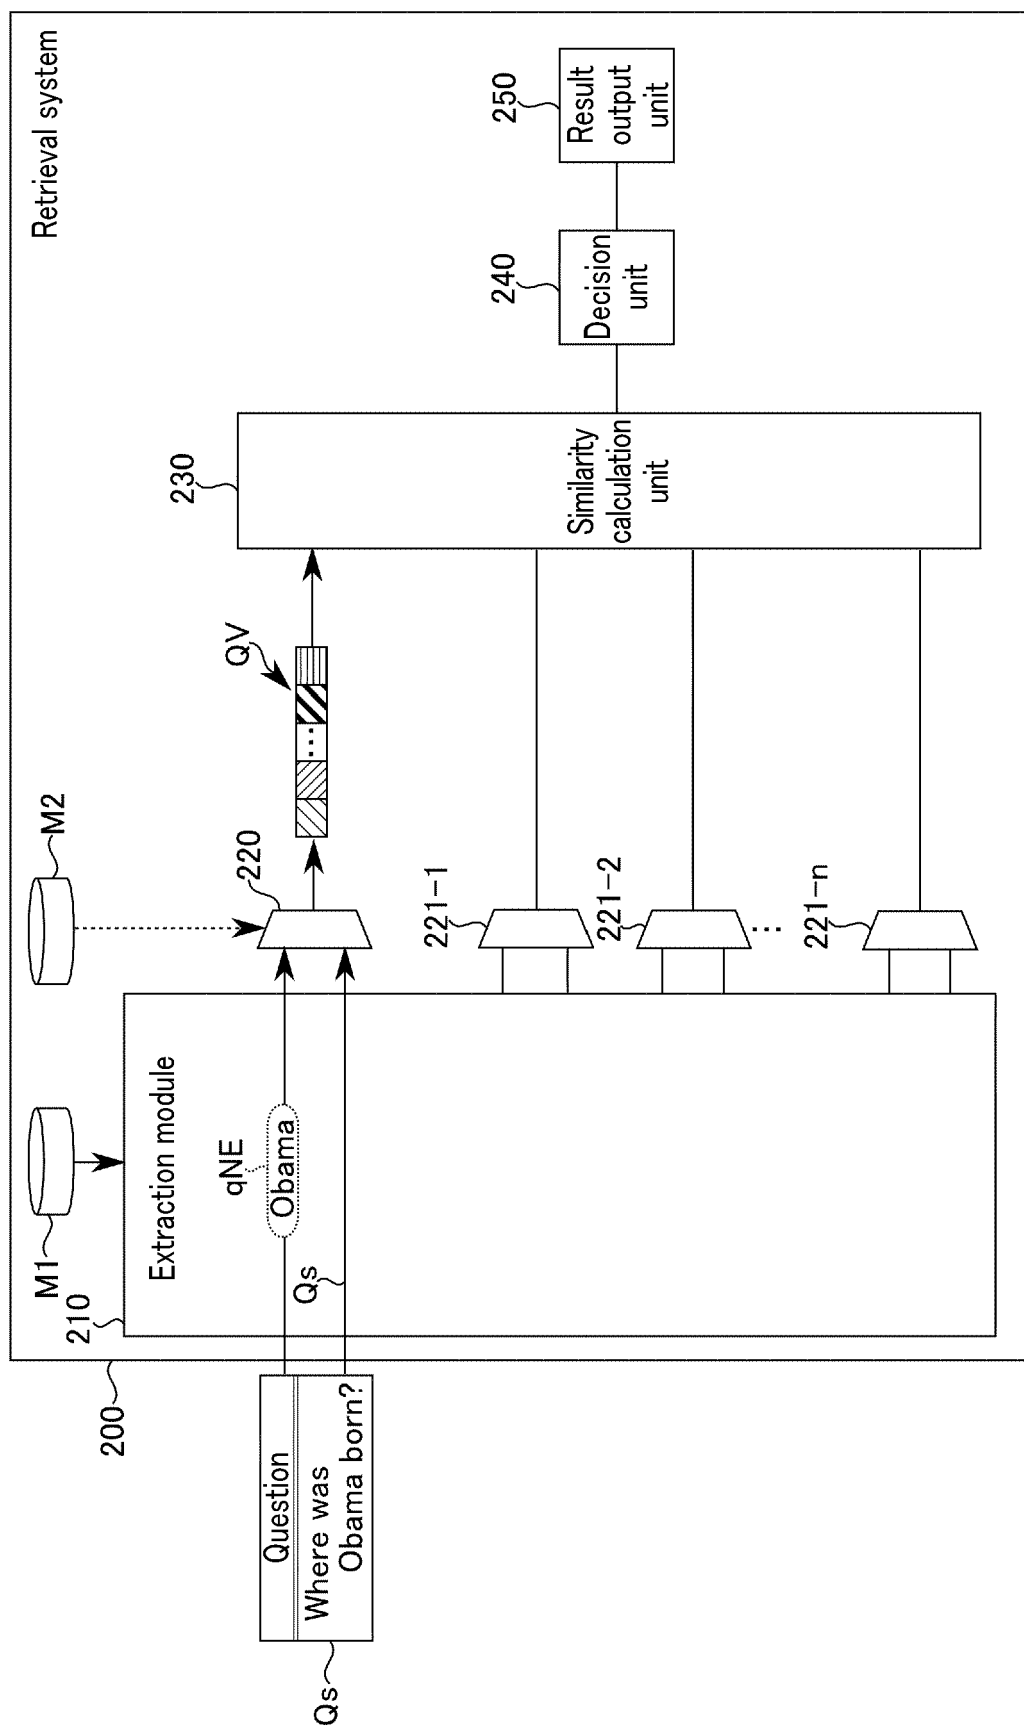 Retrieval system
200
M1
M2
210
Extraction module
Qs
Question
Where was
Obama born?
qNE
Obama
Qs
220
QV
221-1
221-2
...
221-n
...
230
Similarity
calculation
unit
240
Decision
unit
250
Result
output
unit